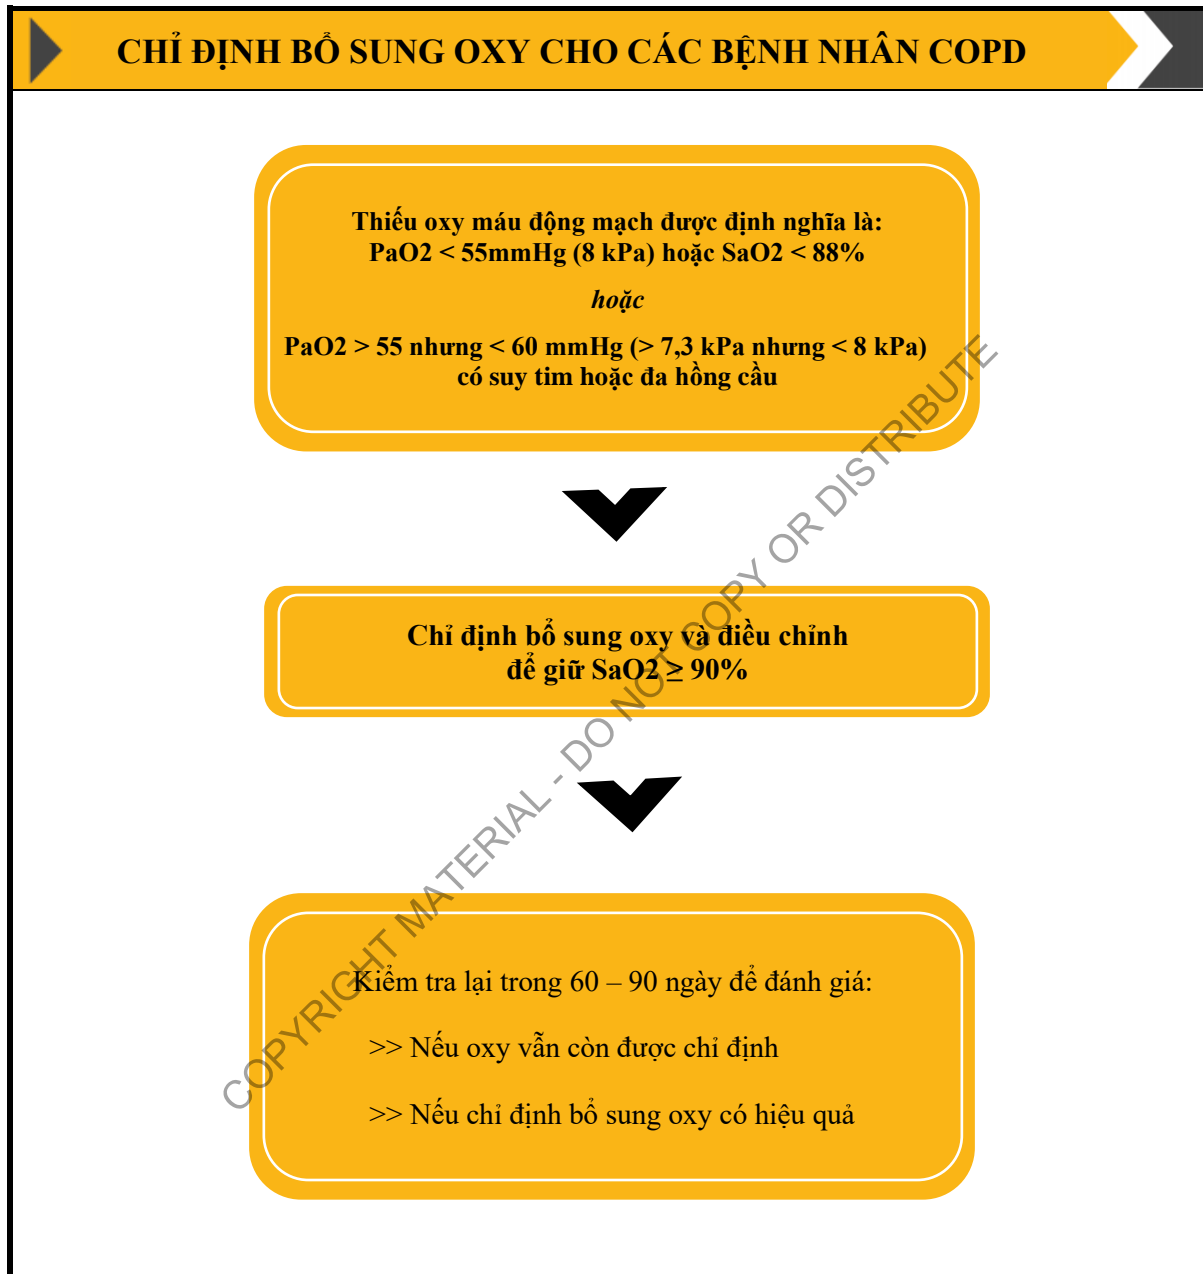 CHỈ ĐỊNH BỔ SUNG OXY CHO CÁC BỆNH NHÂN COPD
Thiếu oxy máu động mạch được định nghĩa là:
PaO2 < 55mmHg (8 kPa) hoặc SaO2 < 88%
hoặc
PaO2 > 55 nhưng < 60 mmHg (> 7,3 kPa nhưng < 8 kPa)
có suy tim hoặc đa hồng cầu
Chỉ định bổ sung oxy và điều chỉnh
để giữ SaO2 ≥ 90%
Kiểm tra lại trong 60 – 90 ngày để đánh giá:
>> Nếu oxy vẫn còn được chỉ định
>> Nếu chỉ định bổ sung oxy có hiệu quả
COPYRIGHT MATERIAL - DO NOT COPY OR DISTRIBUTE